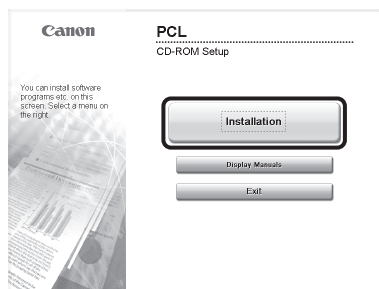 Canon
You can install software
programs etc. on this
screen. Select a menu on
the right.
PCL
CD-ROM Setup
Installation
Display Manuals
Exit